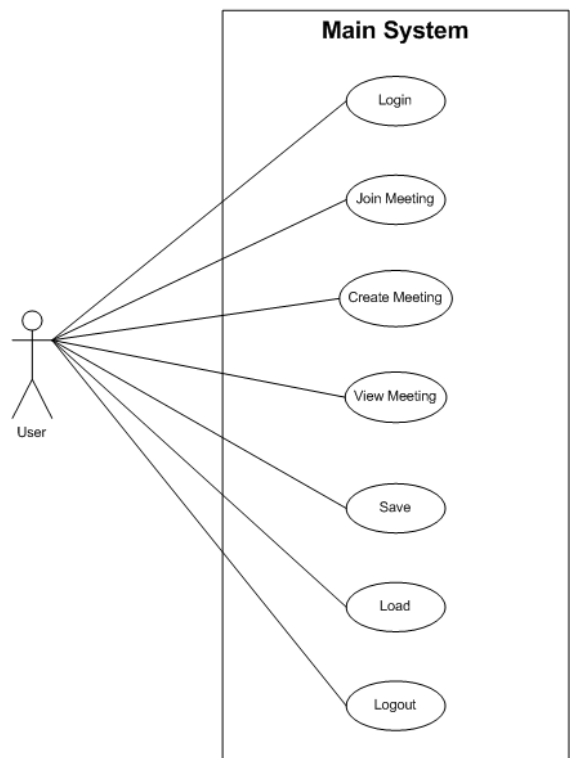 Main System
Login
Join Meeting
Create Meeting
View Meeting
User
Save
Load
Logout